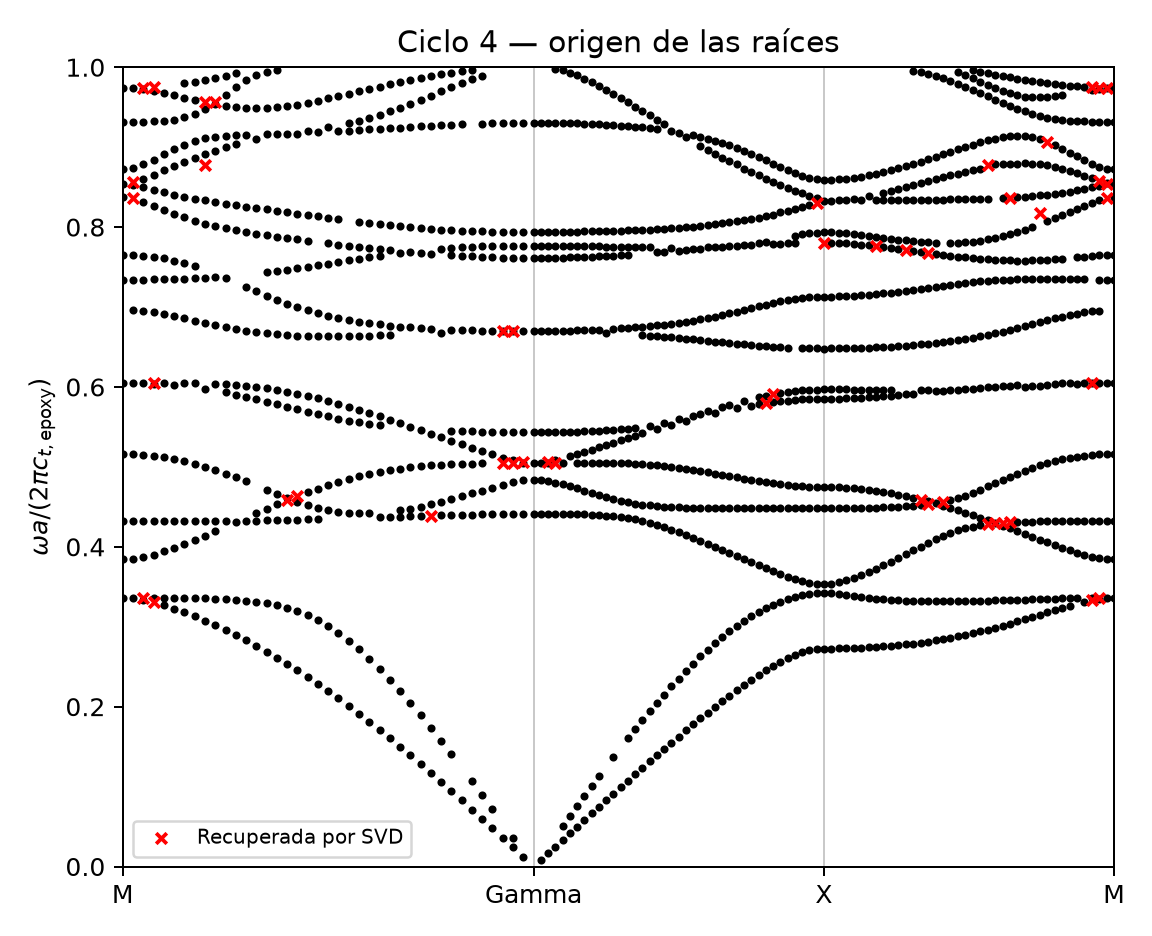 Ciclo 4 — origen de las raíces
1.0
0.8
0.6
0.4
0.2
0.0
ωa/(2πc_{t, epoxy})
Recuperada por SVD
M Gamma X M